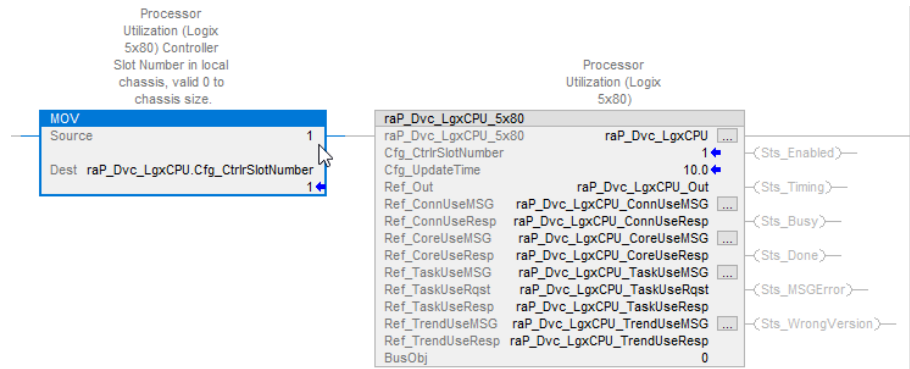 Processor
Utilization (Logix
5x80) Controller
Slot Number in local
chassis, valid 0 to
chassis size.
MOV
Source 1
Dest raP_Dvc_LgxCPU.Cfg_CtrlrSlotNumber
1
Processor
Utilization (Logix
5x80)
raP_Dvc_LgxCPU_5x80
raP_Dvc_LgxCPU_5x80 raP_Dvc_LgxCPU ...
Cfg_CtrlrSlotNumber 1
Cfg_UpdateTime 10.0
Ref_Out raP_Dvc_LgxCPU_Out
Ref_ConnUseMSG raP_Dvc_LgxCPU_ConnUseMSG ...
Ref_ConnUseResp raP_Dvc_LgxCPU_ConnUseResp
Ref_CoreUseMSG raP_Dvc_LgxCPU_CoreUseMSG ...
Ref_CoreUseResp raP_Dvc_LgxCPU_CoreUseResp
Ref_TaskUseMSG raP_Dvc_LgxCPU_TaskUseMSG ...
Ref_TaskUseRqst raP_Dvc_LgxCPU_TaskUseRqst
Ref_TaskUseResp raP_Dvc_LgxCPU_TaskUseResp
Ref_TrendUseMSG raP_Dvc_LgxCPU_TrendUseMSG ...
Ref_TrendUseResp raP_Dvc_LgxCPU_TrendUseResp
BusObj 0
(Sts_Enabled)
(Sts_Timing)
(Sts_Busy)
(Sts_Done)
(Sts_MSGError)
(Sts_WrongVersion)